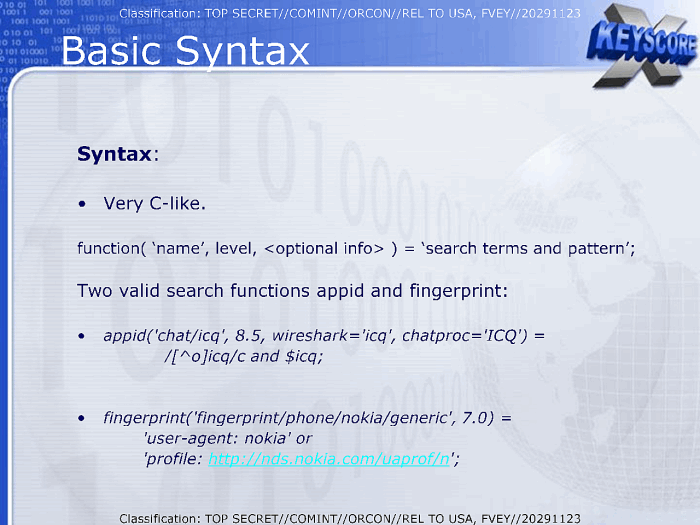 Classification: TOP SECRET//COMINT//ORCON//REL TO USA, FVEY//20291123
Basic Syntax
X KEYSCORE
Syntax:
• Very C-like.
function( ‘name’, level, <optional info> ) = ‘search terms and pattern’;
Two valid search functions appid and fingerprint:
• appid('chat/icq', 8.5, wireshark='icq', chatproc='ICQ') =
/[^o]icq/c and $icq;
• fingerprint('fingerprint/phone/nokia/generic', 7.0) =
'user-agent: nokia' or
'profile: http://nds.nokia.com/uaprof/n';
Classification: TOP SECRET//COMINT//ORCON//REL TO USA, FVEY//20291123